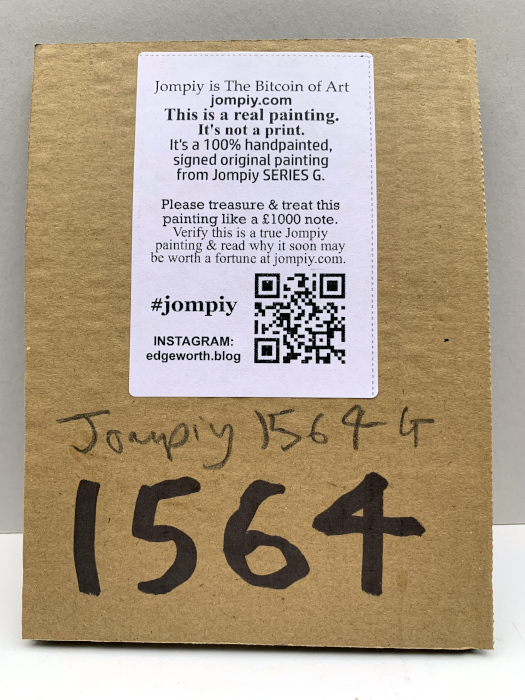 Jompiy is The Bitcoin of Art
jompiy.com
This is a real painting.
It's not a print.
It's a 100% handpainted,
signed original painting
from Jompiy SERIES G.
Please treasure & treat this
painting like a £1000 note.
Verify this is a true Jompiy
painting & read why it soon may
be worth a fortune at jompiy.com.
#jompiy
INSTAGRAM:
edgeworth.blog
Jompiy 1564 G
1564